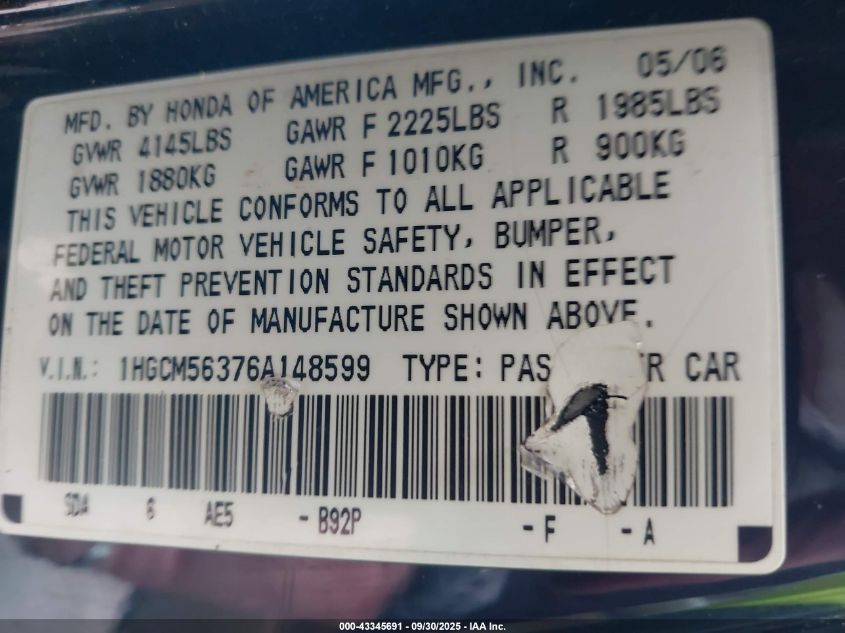 MFD. BY HONDA OF AMERICA MFG., INC. 05/06
GVWR 4145LBS GAWR F 2225LBS R 1985LBS
GVWR 1880KG GAWR F 1010KG R 900KG
THIS VEHICLE CONFORMS TO ALL APPLICABLE
FEDERAL MOTOR VEHICLE SAFETY, BUMPER,
AND THEFT PREVENTION STANDARDS IN EFFECT
ON THE DATE OF MANUFACTURE SHOWN ABOVE.
V.I.N.: 1HGCM56376A148599 TYPE: PAS R CAR
SDA 6 AE5 -B92P -F -A
000-43345691 - 09/30/2025 - IAA Inc.